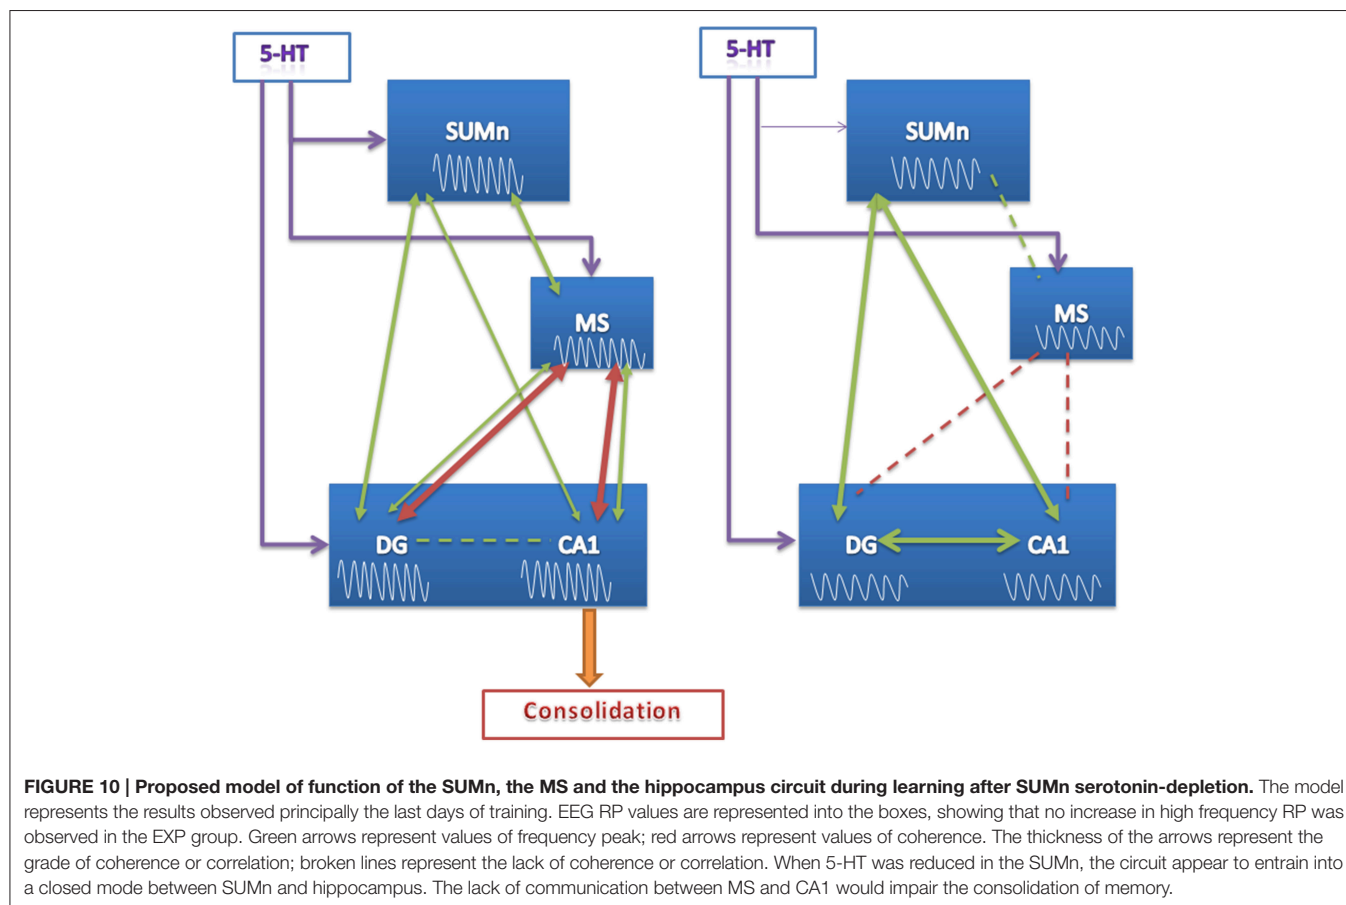 5-HT
SUMn
MS
DG
CA1
Consolidation
5-HT
SUMn
MS
DG
CA1
FIGURE 10 | Proposed model of function of the SUMn, the MS and the hippocampus circuit during learning after SUMn serotonin-depletion. The model
represents the results observed principally the last days of training. EEG RP values are represented into the boxes, showing that no increase in high frequency RP was
observed in the EXP group. Green arrows represent values of frequency peak; red arrows represent values of coherence. The thickness of the arrows represent the
grade of coherence or correlation; broken lines represent the lack of coherence or correlation. When 5-HT was reduced in the SUMn, the circuit appear to entrain into
a closed mode between SUMn and hippocampus. The lack of communication between MS and CA1 would impair the consolidation of memory.